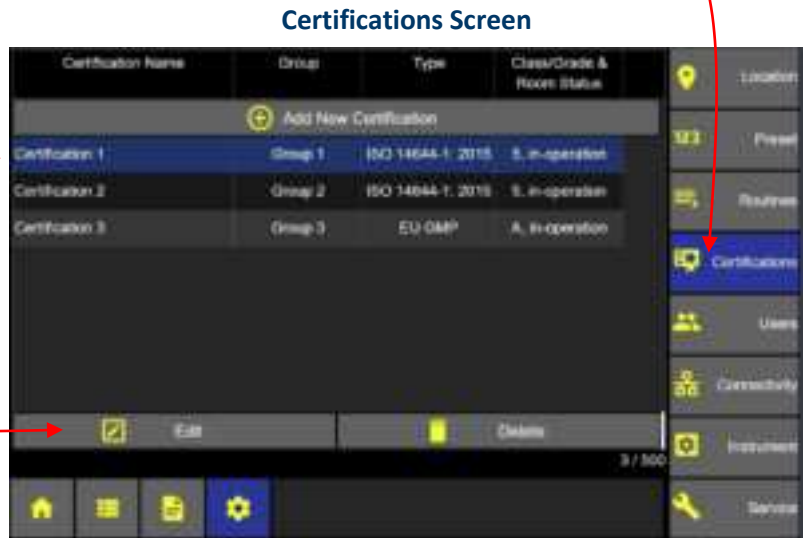 Certifications Screen
Certification Name Group Type Class/Grade & Room Status
Add New Certification
Certification 1 Group 1 ISO 14644-1: 2015 5, in-operation
Certification 2 Group 2 ISO 14644-1: 2015 5, in-operation
Certification 3 Group 3 EU GMP A, in-operation
Edit Delete
3 / 500
Location
123 Preset
Routines
Certifications
Users
Connectivity
Instrument
Service